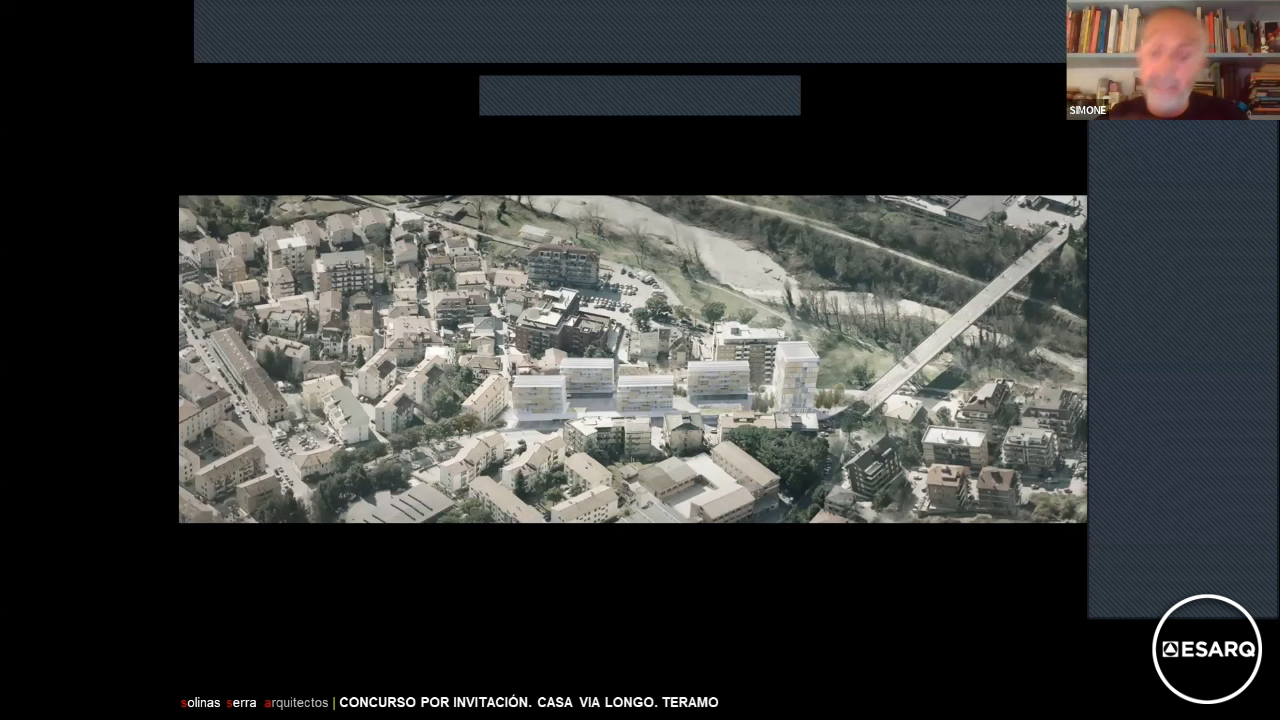 SIMONE
ESARQ
solinas serra arquitectos | CONCURSO POR INVITACIÓN. CASA VIA LONGO. TERAMO